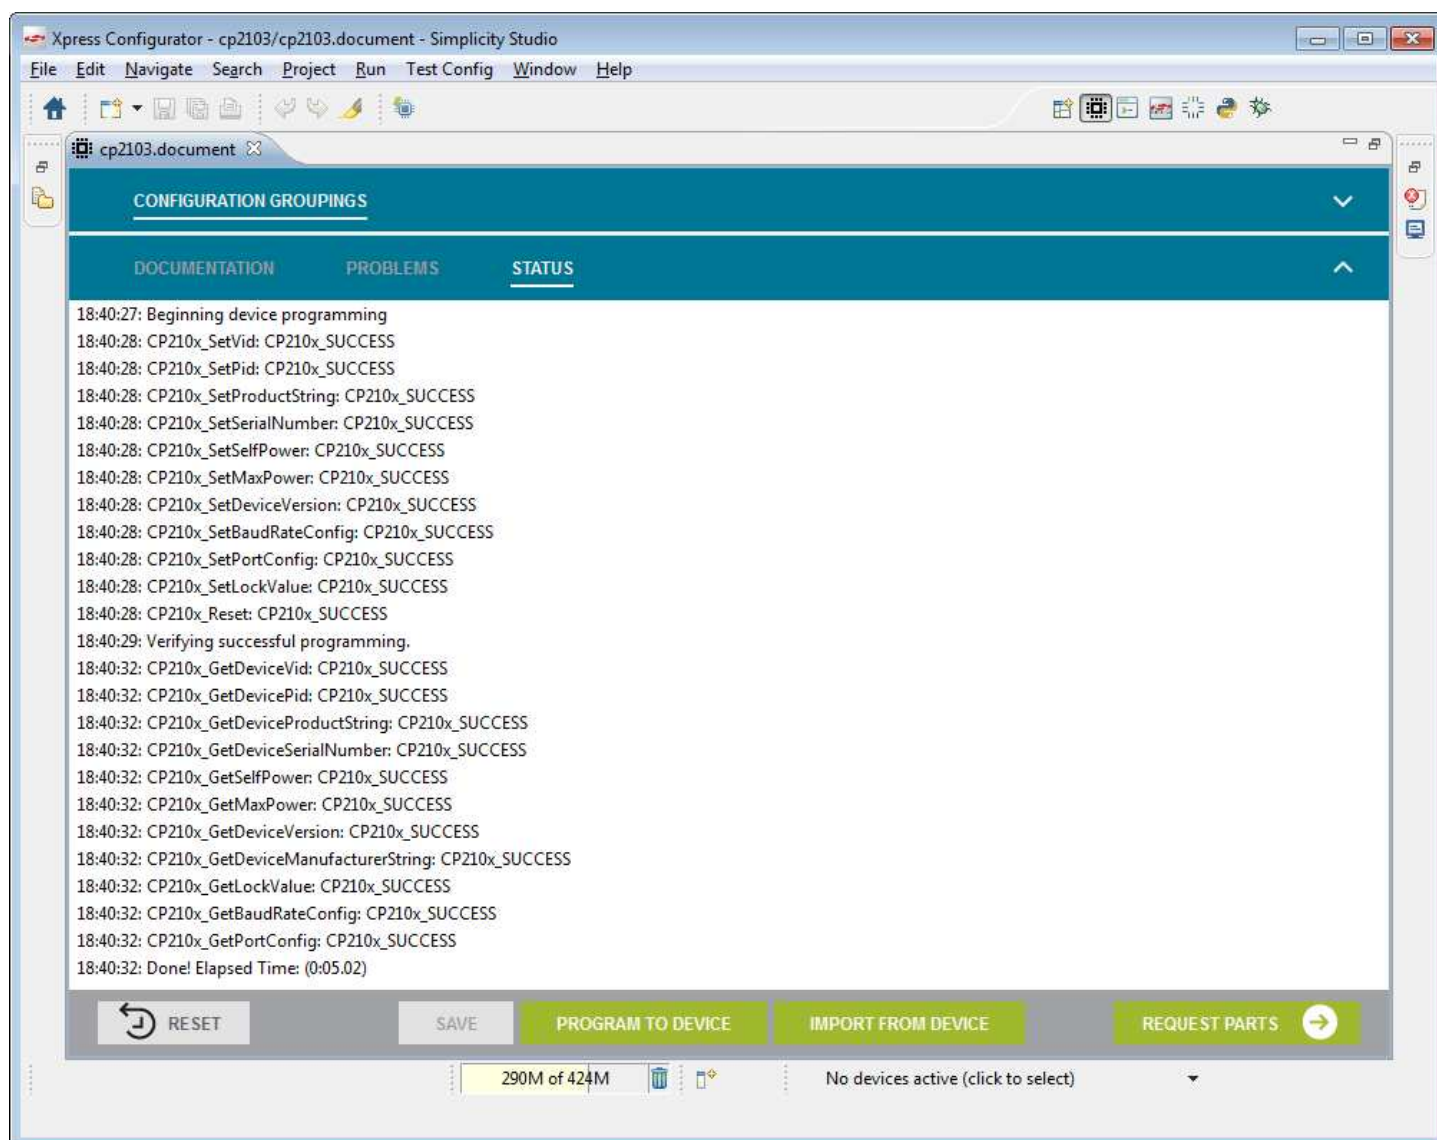 Xpress Configurator - cp2103/cp2103.document - Simplicity Studio
File Edit Navigate Search Project Run Test Config Window Help
cp2103.document
CONFIGURATION GROUPINGS
DOCUMENTATION PROBLEMS STATUS
18:40:27: Beginning device programming
18:40:28: CP210x_SetVid: CP210x_SUCCESS
18:40:28: CP210x_SetPid: CP210x_SUCCESS
18:40:28: CP210x_SetProductString: CP210x_SUCCESS
18:40:28: CP210x_SetSerialNumber: CP210x_SUCCESS
18:40:28: CP210x_SetSelfPower: CP210x_SUCCESS
18:40:28: CP210x_SetMaxPower: CP210x_SUCCESS
18:40:28: CP210x_SetDeviceVersion: CP210x_SUCCESS
18:40:28: CP210x_SetBaudRateConfig: CP210x_SUCCESS
18:40:28: CP210x_SetPortConfig: CP210x_SUCCESS
18:40:28: CP210x_SetLockValue: CP210x_SUCCESS
18:40:28: CP210x_Reset: CP210x_SUCCESS
18:40:29: Verifying successful programming.
18:40:32: CP210x_GetDeviceVid: CP210x_SUCCESS
18:40:32: CP210x_GetDevicePid: CP210x_SUCCESS
18:40:32: CP210x_GetDeviceProductString: CP210x_SUCCESS
18:40:32: CP210x_GetDeviceSerialNumber: CP210x_SUCCESS
18:40:32: CP210x_GetSelfPower: CP210x_SUCCESS
18:40:32: CP210x_GetMaxPower: CP210x_SUCCESS
18:40:32: CP210x_GetDeviceVersion: CP210x_SUCCESS
18:40:32: CP210x_GetDeviceManufacturerString: CP210x_SUCCESS
18:40:32: CP210x_GetLockValue: CP210x_SUCCESS
18:40:32: CP210x_GetBaudRateConfig: CP210x_SUCCESS
18:40:32: CP210x_GetPortConfig: CP210x_SUCCESS
18:40:32: Done! Elapsed Time: (0:05.02)
RESET SAVE PROGRAM TO DEVICE IMPORT FROM DEVICE REQUEST PARTS
290M of 424M No devices active (click to select)